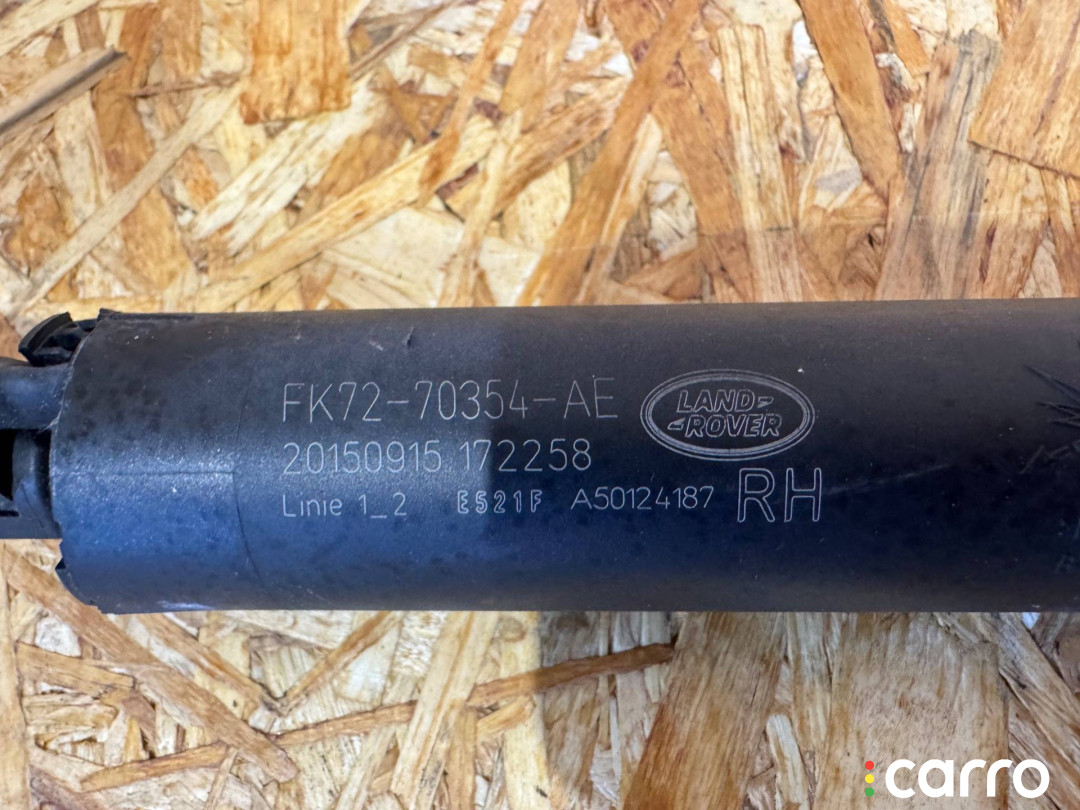 FK72-70354-AE
LAND-
-ROVER
20150915 172258
Linie 1_2 E521F A50124187 RH
carro